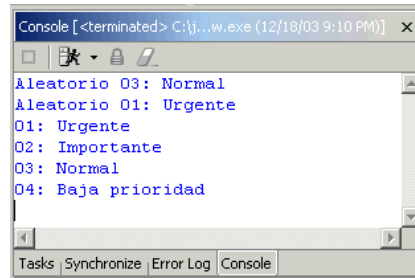 Console [<terminated> C:\j...w.exe (12/18/03 9:10 PM)]
Aleatorio 03: Normal
Aleatorio 01: Urgente
01: Urgente
02: Importante
03: Normal
04: Baja prioridad
Tasks Synchronize Error Log Console